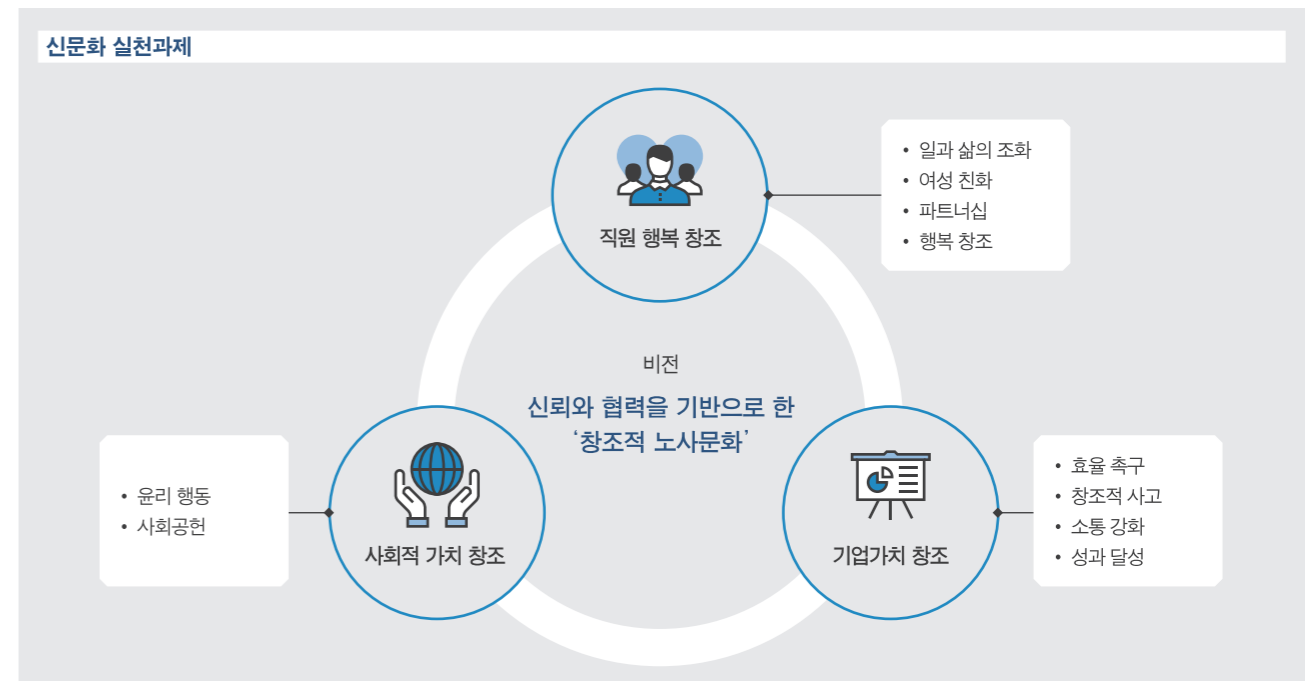 신문화 실천과제
직원 행복 창조
• 일과 삶의 조화
• 여성 친화
• 파트너십
• 행복 창조
비전
신뢰와 협력을 기반으로 한
‘창조적 노사문화’
사회적 가치 창조
• 윤리 행동
• 사회공헌
기업가치 창조
• 효율 촉구
• 창조적 사고
• 소통 강화
• 성과 달성